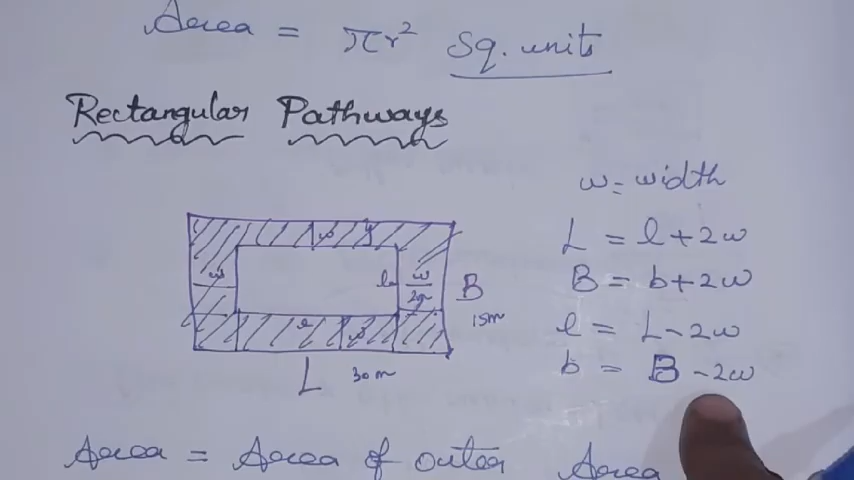 Area = πr² Sq. units
Rectangular Pathways
w = width
L = l + 2w
B = b + 2w
l = L - 2w
b = B - 2w
w
w
B
15m
L 30m
Area = Area of outer Area